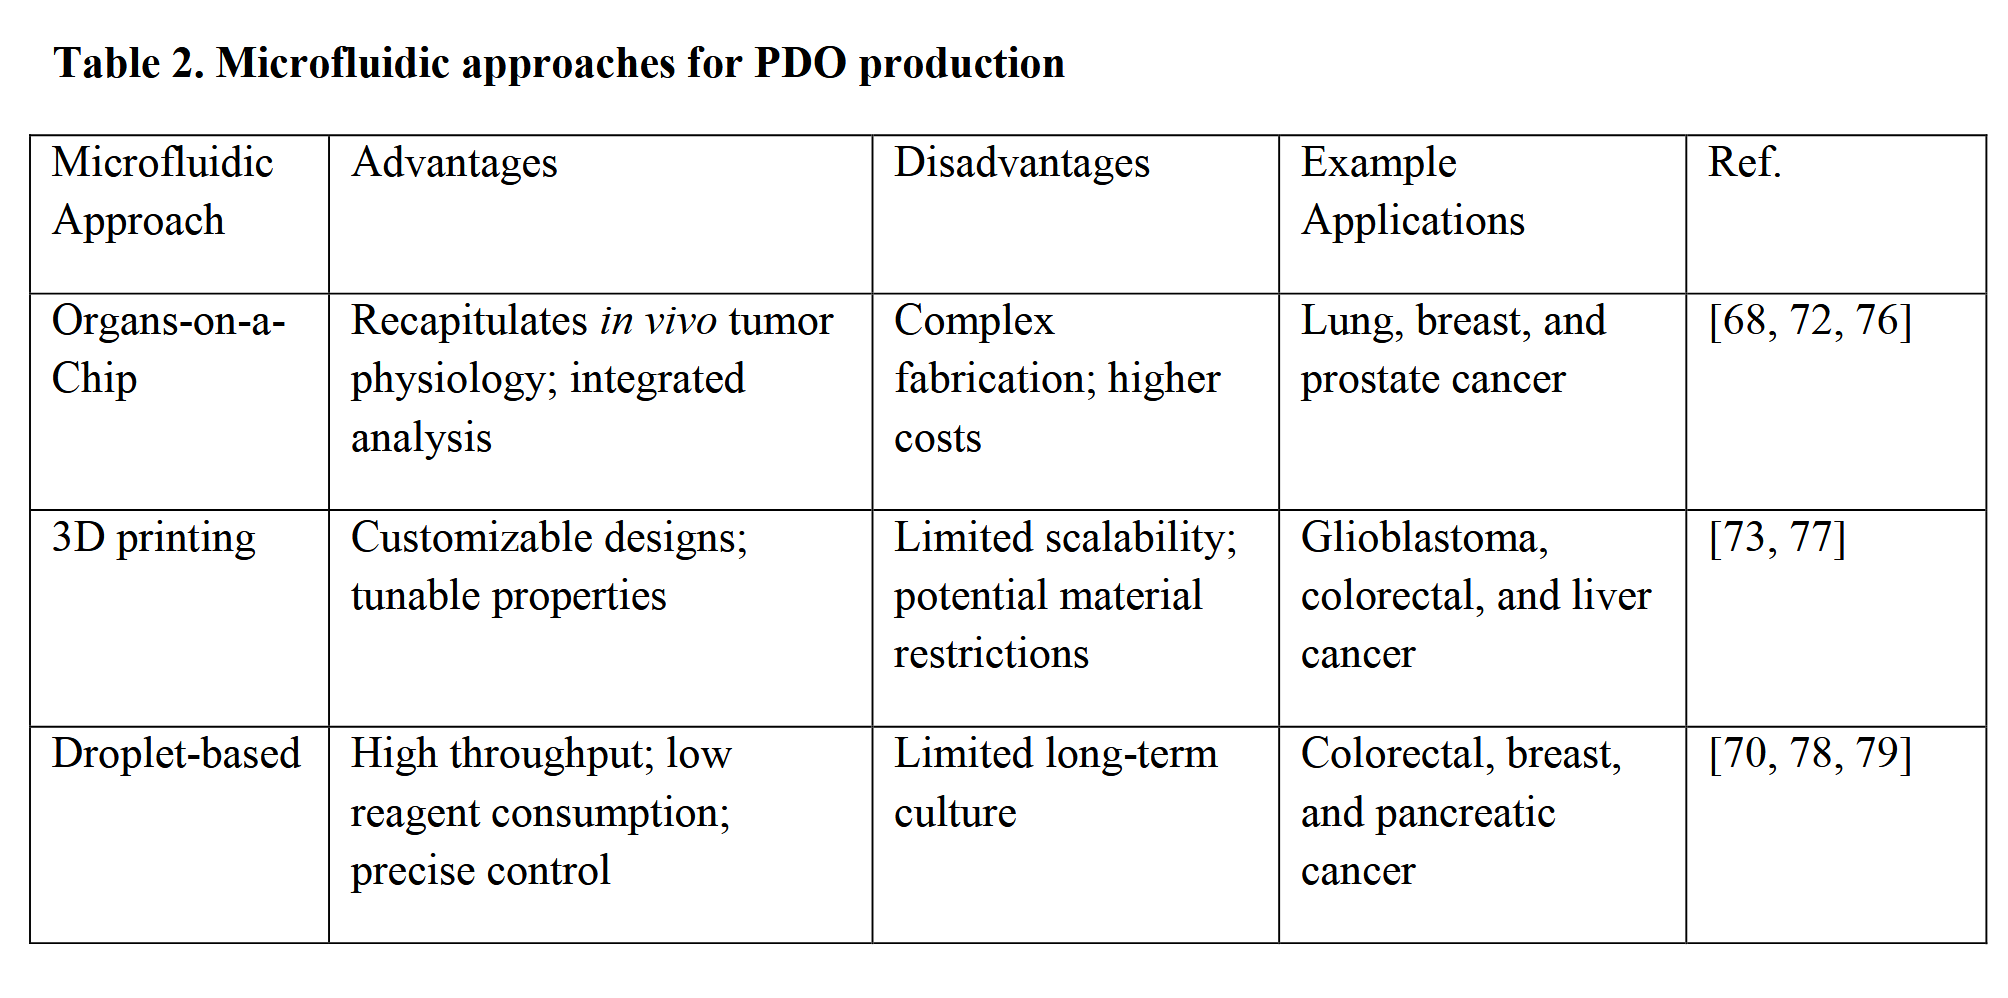 Table 2. Microfluidic approaches for PDO production
Microfluidic
Approach
Advantages
Disadvantages
Example
Applications
Ref.
Organs-on-a-
Chip
Recapitulates in vivo tumor
physiology; integrated
analysis
Complex
fabrication; higher
costs
Lung, breast, and
prostate cancer
[68, 72, 76]
3D printing
Customizable designs;
tunable properties
Limited scalability;
potential material
restrictions
Glioblastoma,
colorectal, and liver
cancer
[73, 77]
Droplet-based
High throughput; low
reagent consumption;
precise control
Limited long-term
culture
Colorectal, breast,
and pancreatic
cancer
[70, 78, 79]